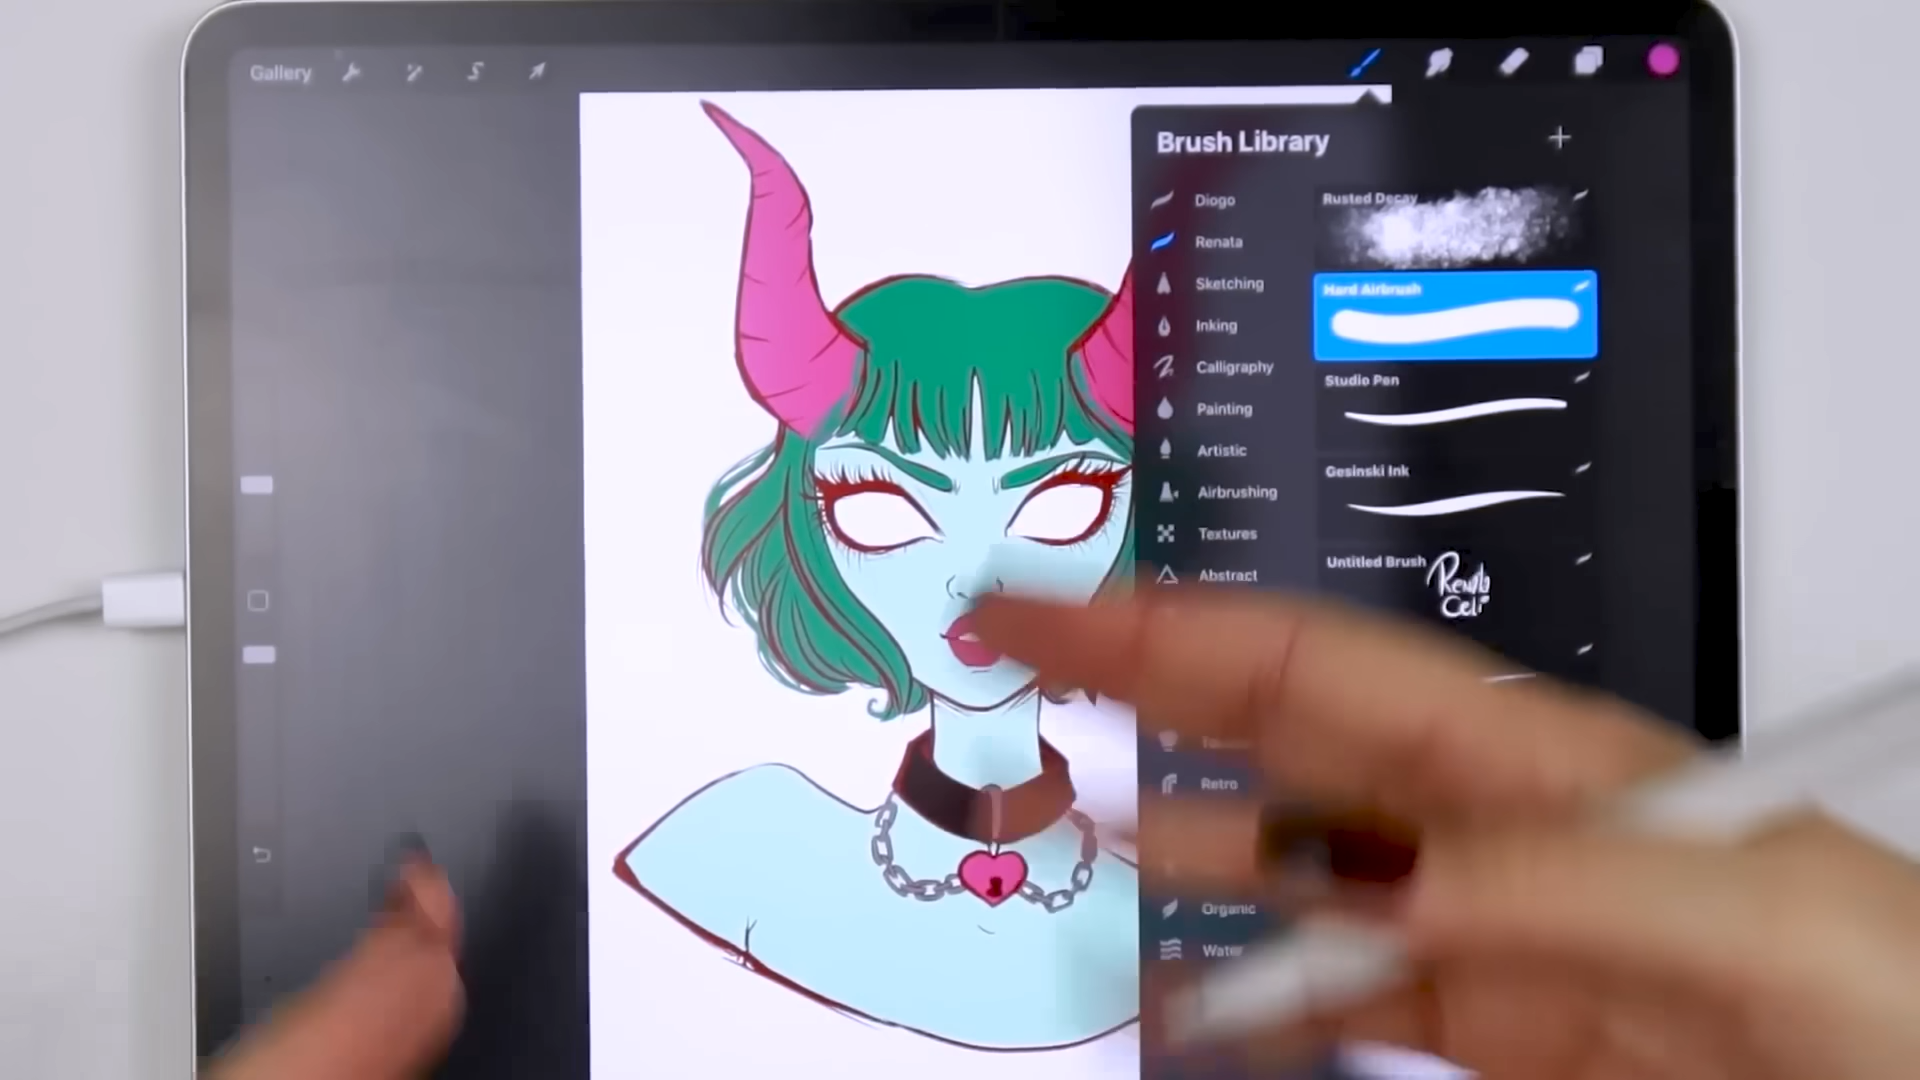 Gallery
Brush Library
Diogo
Renata
Sketching
Inking
Calligraphy
Painting
Artistic
Airbrushing
Textures
Abstract
Retro
Organic
Water
Rusted Decay
Hard Airbrush
Studio Pen
Gesinski Ink
Untitled Brush